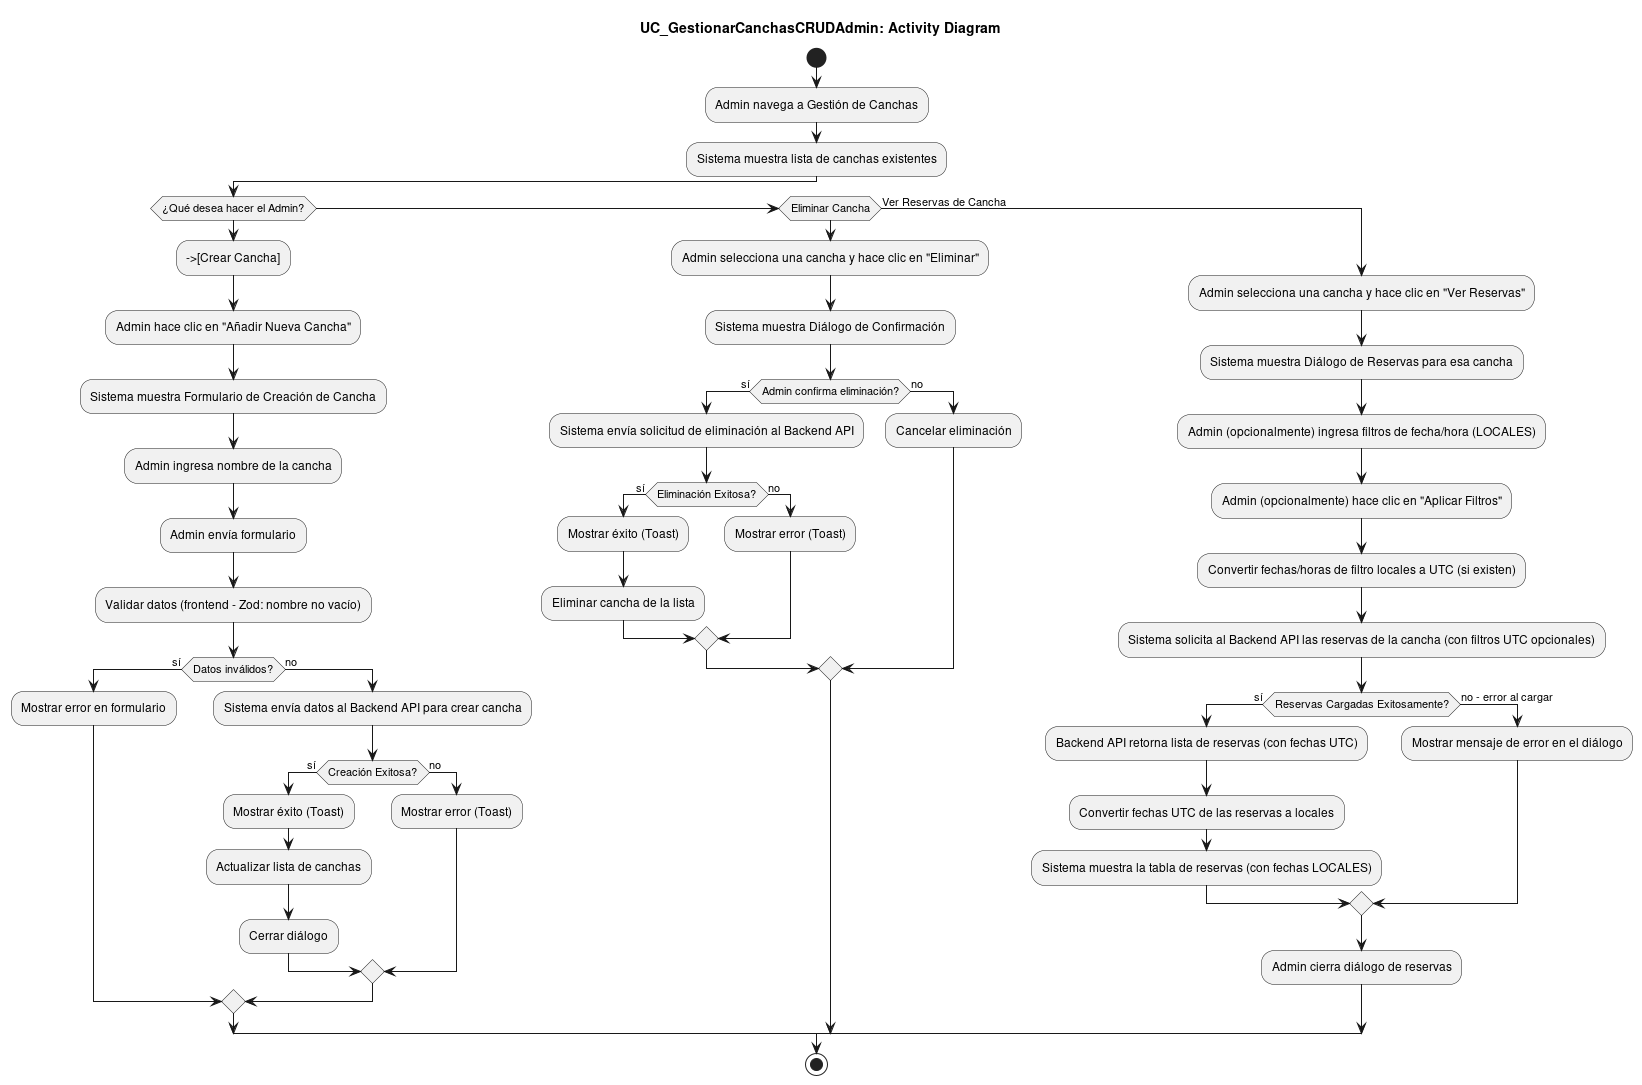 UC_GestionarCanchasCRUDAdmin: Activity Diagram
Admin navega a Gestión de Canchas
Sistema muestra lista de canchas existentes
¿Qué desea hacer el Admin?
->[Crear Cancha]
Admin hace clic en "Añadir Nueva Cancha"
Sistema muestra Formulario de Creación de Cancha
Admin ingresa nombre de la cancha
Admin envía formulario
Validar datos (frontend - Zod: nombre no vacío)
sí
Datos inválidos?
no
Mostrar error en formulario
Sistema envía datos al Backend API para crear cancha
sí
Creación Exitosa?
no
Mostrar éxito (Toast)
Mostrar error (Toast)
Actualizar lista de canchas
Cerrar diálogo
Eliminar Cancha
Admin selecciona una cancha y hace clic en "Eliminar"
Sistema muestra Diálogo de Confirmación
sí
Admin confirma eliminación?
no
Sistema envía solicitud de eliminación al Backend API
Cancelar eliminación
sí
Eliminación Exitosa?
no
Mostrar éxito (Toast)
Mostrar error (Toast)
Eliminar cancha de la lista
Ver Reservas de Cancha
Admin selecciona una cancha y hace clic en "Ver Reservas"
Sistema muestra Diálogo de Reservas para esa cancha
Admin (opcionalmente) ingresa filtros de fecha/hora (LOCALES)
Admin (opcionalmente) hace clic en "Aplicar Filtros"
Convertir fechas/horas de filtro locales a UTC (si existen)
Sistema solicita al Backend API las reservas de la cancha (con filtros UTC opcionales)
sí
Reservas Cargadas Exitosamente?
no - error al cargar
Backend API retorna lista de reservas (con fechas UTC)
Mostrar mensaje de error en el diálogo
Convertir fechas UTC de las reservas a locales
Sistema muestra la tabla de reservas (con fechas LOCALES)
Admin cierra diálogo de reservas